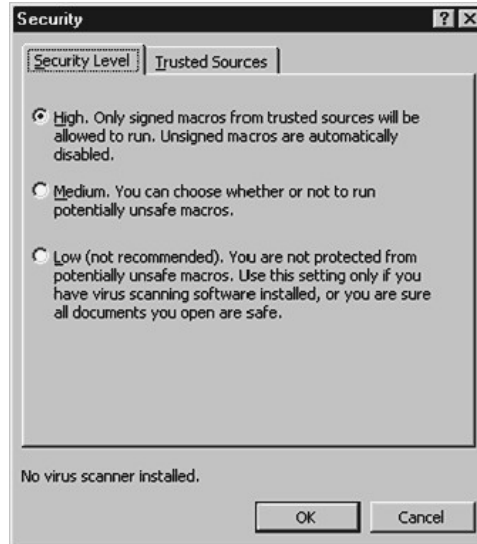 Security
Security Level Trusted Sources
High. Only signed macros from trusted sources will be
allowed to run. Unsigned macros are automatically
disabled.
Medium. You can choose whether or not to run
potentially unsafe macros.
Low (not recommended). You are not protected from
potentially unsafe macros. Use this setting only if you
have virus scanning software installed, or you are sure
all documents you open are safe.
No virus scanner installed.
OK Cancel